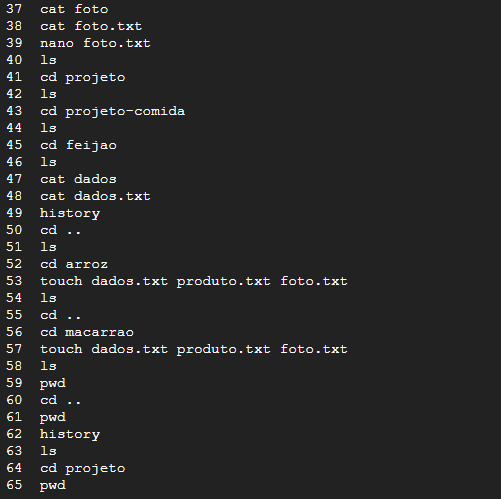 37 cat foto
38 cat foto.txt
39 nano foto.txt
40 ls
41 cd projeto
42 ls
43 cd projeto-comida
44 ls
45 cd feijao
46 ls
47 cat dados
48 cat dados.txt
49 history
50 cd ..
51 ls
52 cd arroz
53 touch dados.txt produto.txt foto.txt
54 ls
55 cd ..
56 cd macarrao
57 touch dados.txt produto.txt foto.txt
58 ls
59 pwd
60 cd ..
61 pwd
62 history
63 ls
64 cd projeto
65 pwd